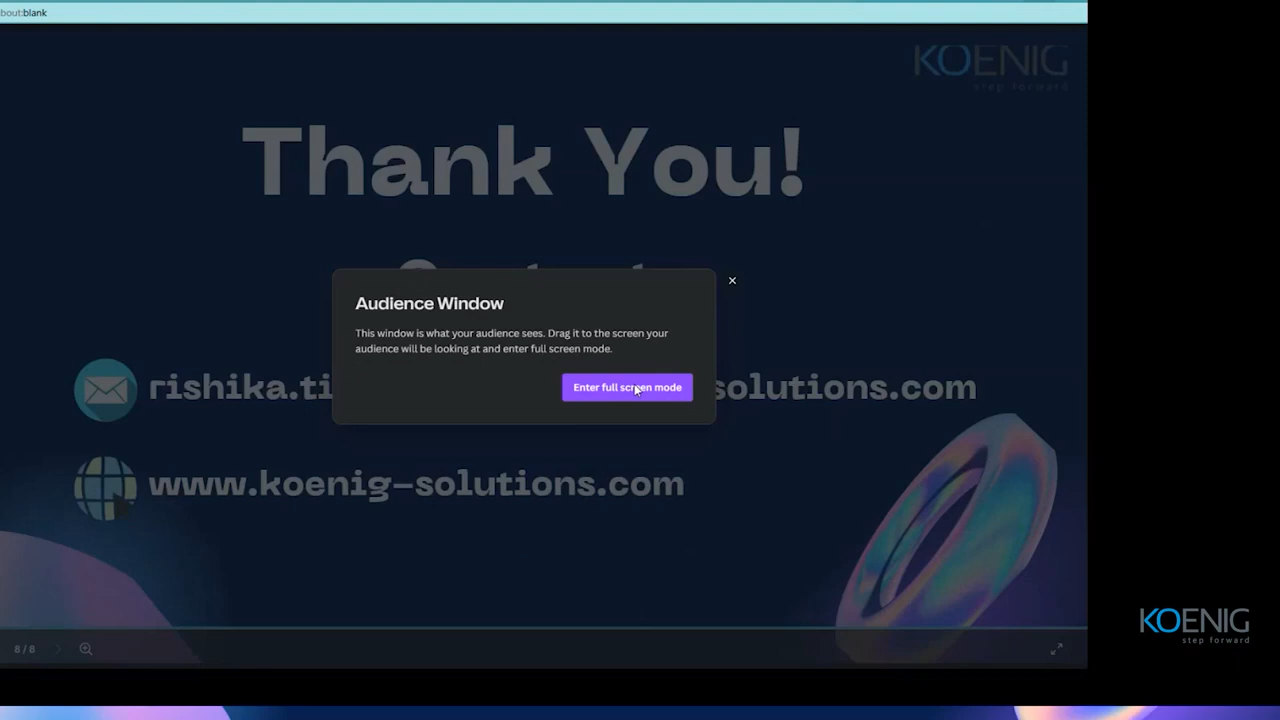 bout:blank
KOENIG
step forward
Thank You!
Audience Window
This window is what your audience sees. Drag it to the screen your
audience will be looking at and enter full screen mode.
Enter full screen mode
rishika.ti solutions.com
www.koenig-solutions.com
8 / 8
KOENIG
step forward